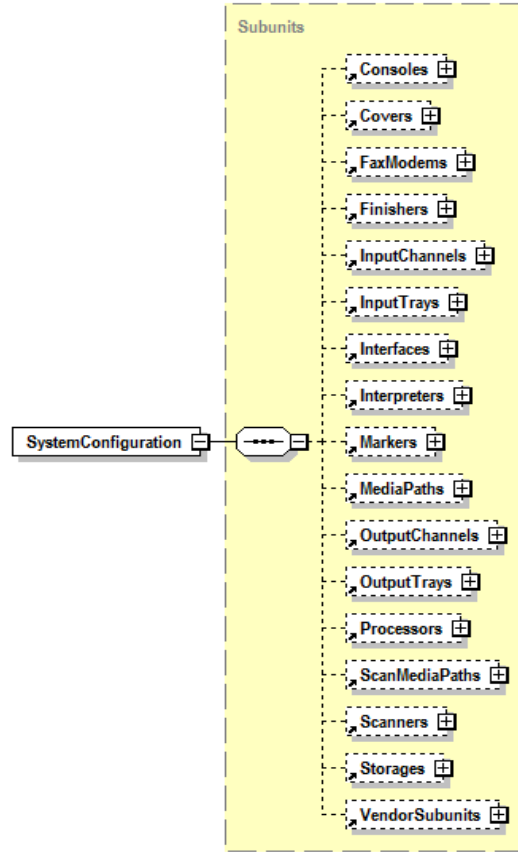 Subunits
Consoles
Covers
FaxModems
Finishers
InputChannels
InputTrays
Interfaces
Interpreters
SystemConfiguration
Markers
MediaPaths
OutputChannels
OutputTrays
Processors
ScanMediaPaths
Scanners
Storages
VendorSubunits